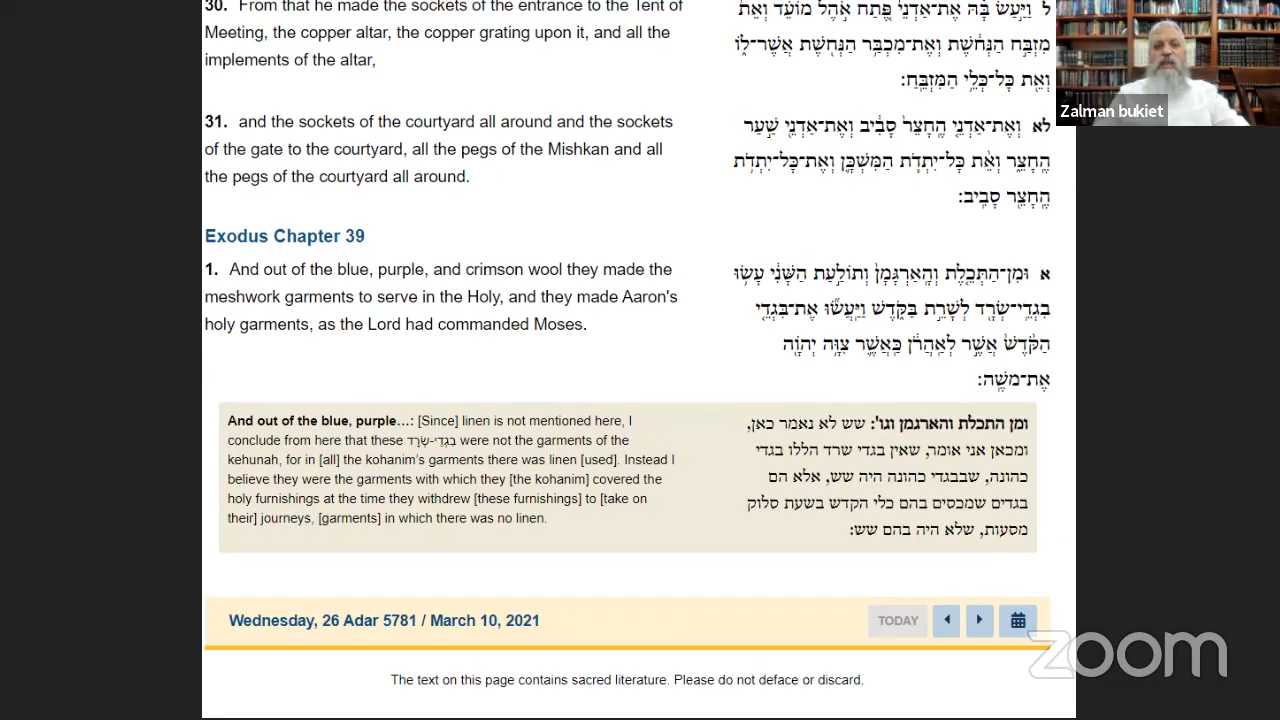 30. From that he made the sockets of the entrance to the Tent of
Meeting, the copper altar, the copper grating upon it, and all the
implements of the altar,
ל וַיַּ֣עַשׂ בָּ֗הּ אֶת־אַדְנֵי֙ פֶּ֚תַח אֹ֣הֶל מוֹעֵ֔ד וְאֵת֙
מִזְבַּ֣ח הַנְּחֹ֔שֶׁת וְאֶת־מִכְבַּ֥ר הַנְּחֹ֖שֶׁת אֲשֶׁר־ל֑וֹ
וְאֵ֖ת כָּל־כְּלֵ֥י הַמִּזְבֵּֽחַ:
31. and the sockets of the courtyard all around and the sockets
of the gate to the courtyard, all the pegs of the Mishkan and all
the pegs of the courtyard all around.
לא וְאֶת־אַדְנֵ֤י הֶֽחָצֵר֙ סָבִ֔יב וְאֶת־אַדְנֵ֖י שַׁ֣עַר
הֶֽחָצֵ֑ר וְאֵ֨ת כָּל־יִתְדֹ֧ת הַמִּשְׁכָּ֛ן וְאֶת־כָּל־יִתְדֹ֥ת
הֶֽחָצֵ֖ר סָבִֽיב:
Exodus Chapter 39
1. And out of the blue, purple, and crimson wool they made the
meshwork garments to serve in the Holy, and they made Aaron's
holy garments, as the Lord had commanded Moses.
א וּמִן־הַתְּכֵ֤לֶת וְהָֽאַרְגָּמָן֙ וְתוֹלַ֣עַת הַשָּׁנִ֔י עָשׂ֥וּ
בִגְדֵֽי־שְׂרָ֖ד לְשָׁרֵ֣ת בַּקֹּ֑דֶשׁ וַיַּֽעֲשׂ֞וּ אֶת־בִּגְדֵ֤י
הַקֹּ֨דֶשׁ֙ אֲשֶׁ֣ר לְאַֽהֲרֹ֔ן כַּֽאֲשֶׁ֛ר צִוָּ֥ה יְהוָֹ֖ה
אֶת־משֶֽׁה:
And out of the blue, purple…: [Since] linen is not mentioned here, I
conclude from here that these בִגְדֵי-שְׂרָד were not the garments of the
kehunah, for in [all] the kohanim's garments there was linen [used]. Instead I
believe they were the garments with which they [the kohanim] covered the
holy furnishings at the time they withdrew [these furnishings] to [take on
their] journeys, [garments] in which there was no linen.
ומן התכלת והארגמן וגו': שש לא נאמר כאן,
ומכאן אני אומר, שאין בגדי שרד הללו בגדי
כהונה, שבבגדי כהונה היה שש, אלא הם
בגדים שמכסים בהם כלי הקדש בשעת סלוק
מסעות, שלא היה בהם שש:
Wednesday, 26 Adar 5781 / March 10, 2021
TODAY
The text on this page contains sacred literature. Please do not deface or discard.
Zalman bukiet
zoom